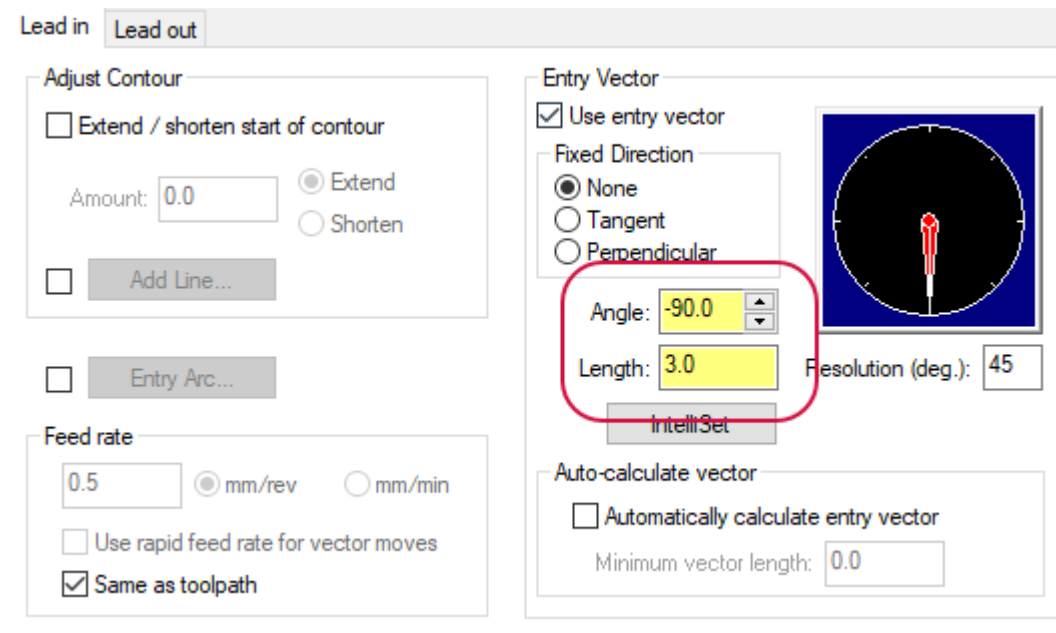 Lead in
Lead out
Adjust Contour
Extend / shorten start of contour
Amount:
0.0
Extend
Shorten
Add Line...
Entry Arc...
Feed rate
0.5
mm/rev
mm/min
Use rapid feed rate for vector moves
Same as toolpath
Entry Vector
Use entry vector
Fixed Direction
None
Tangent
Perpendicular
Angle:
-90.0
Length:
3.0
Resolution (deg.):
45
IntelliSet
Auto-calculate vector
Automatically calculate entry vector
Minimum vector length:
0.0